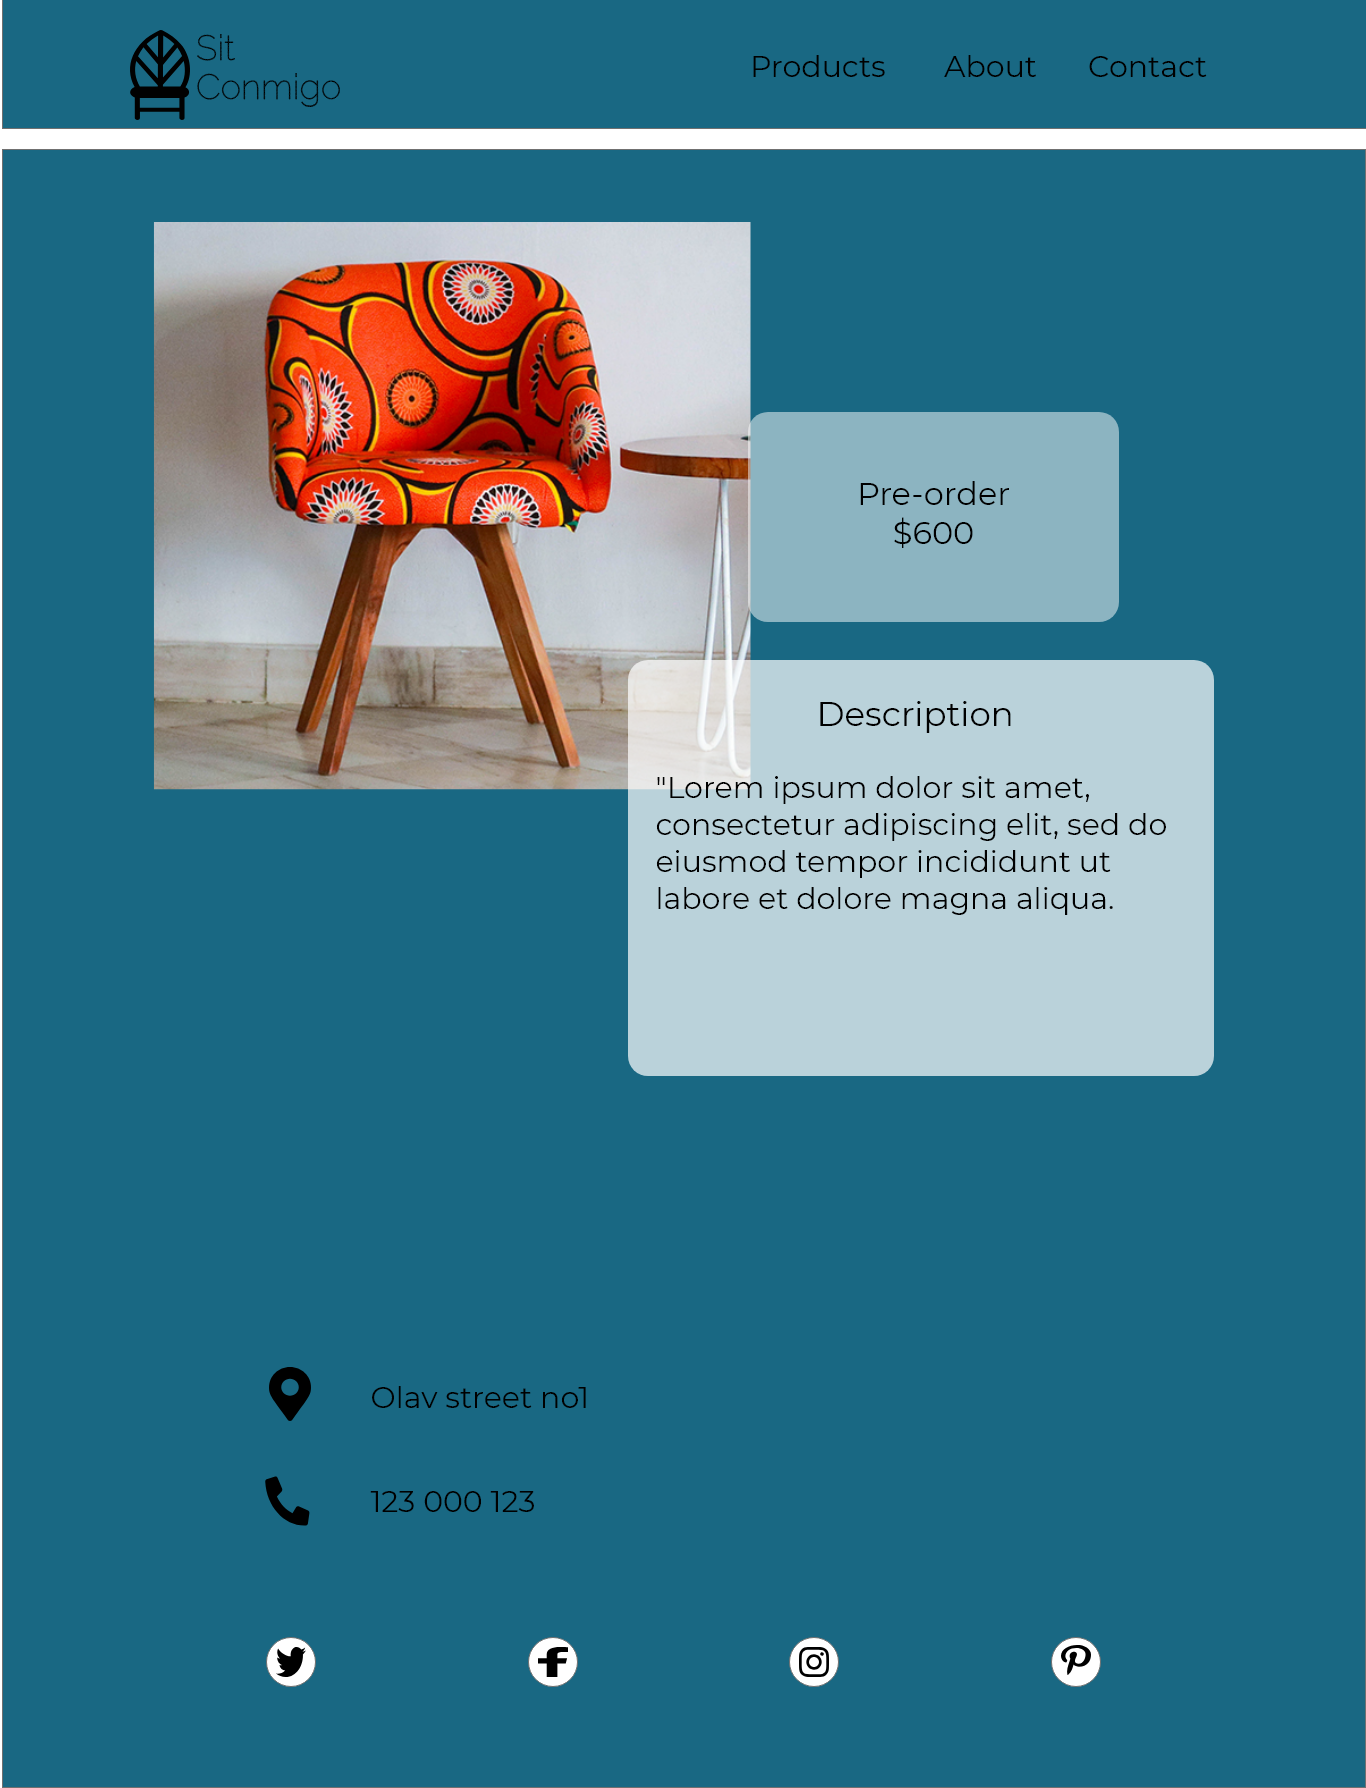 Sit
Conmigo
Products About Contact
Pre-order
$600
Description
"Lorem ipsum dolor sit amet,
consectetur adipiscing elit, sed do
eiusmod tempor incididunt ut
labore et dolore magna aliqua.
Olav street no1
123 000 123